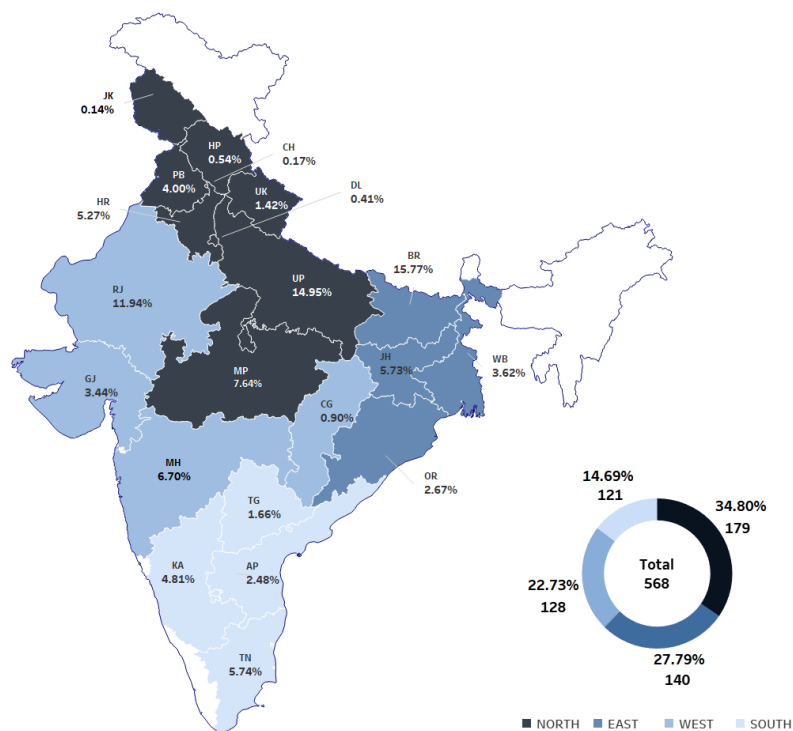 JK
0.14%
HP
0.54%
CH
0.17%
PB
4.00%
DL
0.41%
UK
1.42%
HR
5.27%
BR
15.77%
RJ
11.94%
UP
14.95%
JH
5.73%
WB
3.62%
MP
7.64%
GJ
3.44%
CG
0.90%
MH
6.70%
OR
2.67%
TG
1.66%
KA
4.81%
AP
2.48%
TN
5.74%
14.69%
121
34.80%
179
Total
568
22.73%
128
27.79%
140
NORTH EAST WEST SOUTH